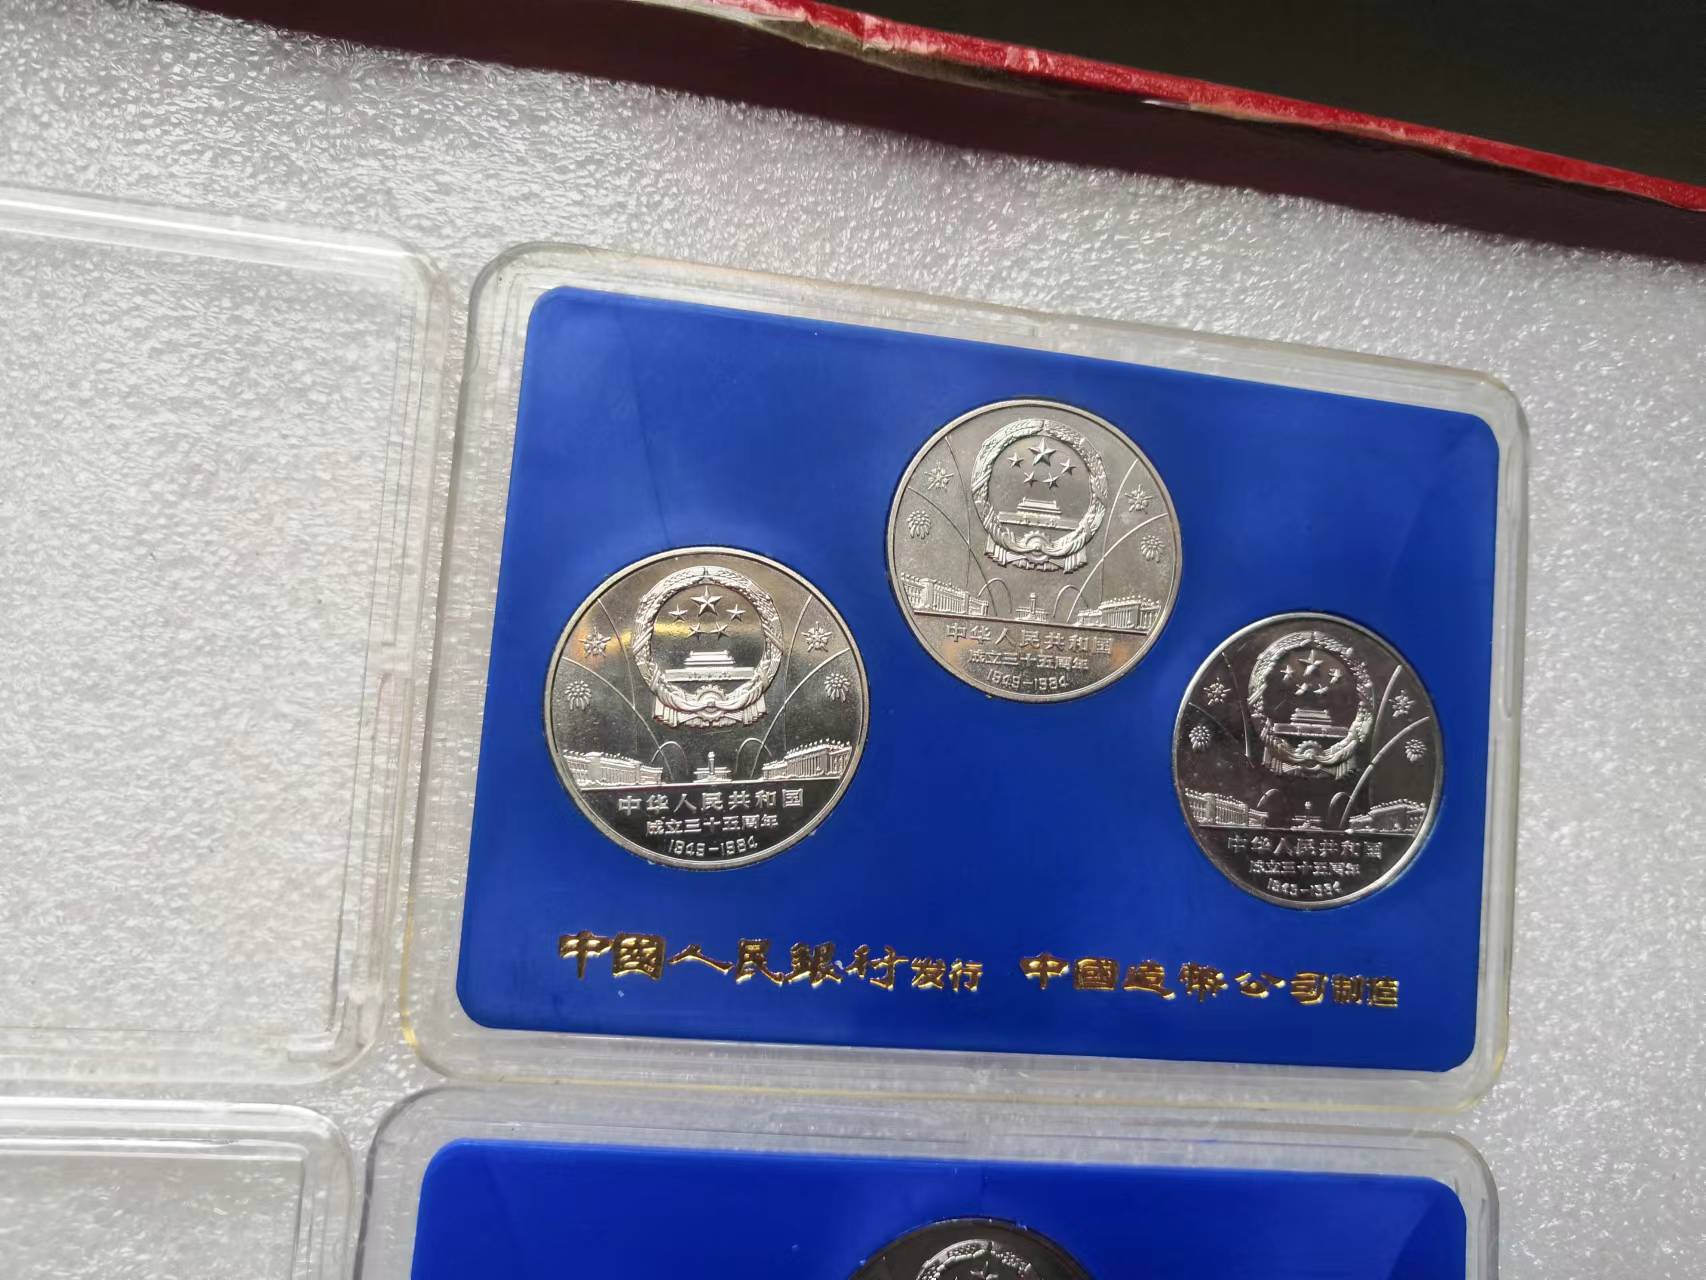 中华人民共和国
成立三十五周年
1949-1984
中华人民共和国
成立三十五周年
1949-1984
中华人民共和国
成立三十五周年
1949-1984
中國人民銀行发行 中國造幣公司制造